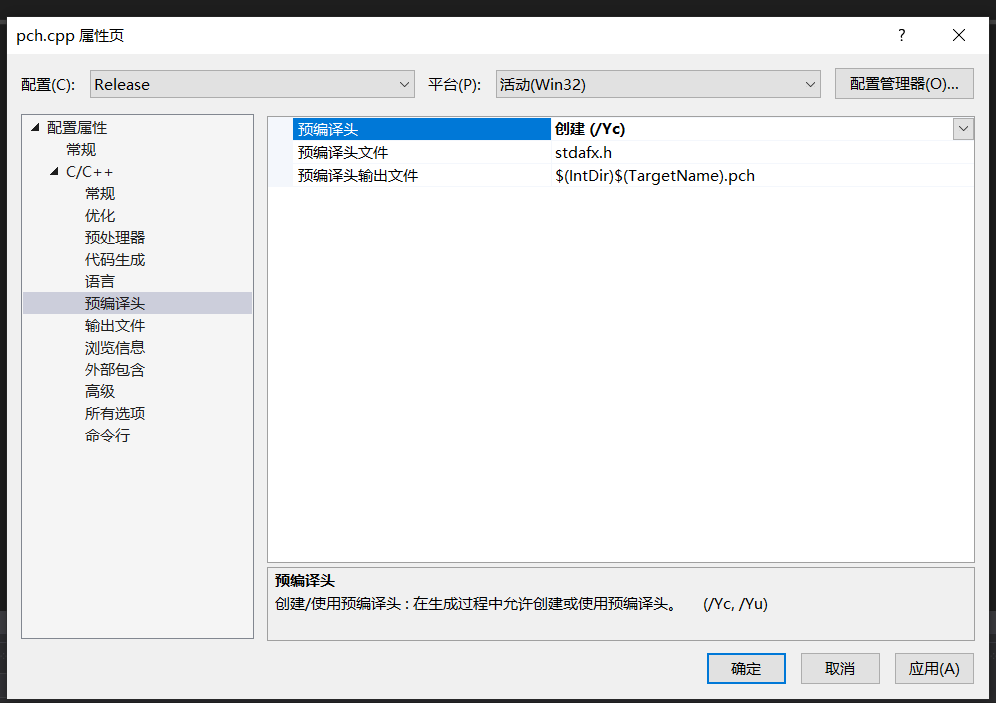 pch.cpp 属性页
?
配置(C): Release 平台(P): 活动(Win32) 配置管理器(O)...
配置属性
常规
C/C++
常规
优化
预处理器
代码生成
语言
预编译头
输出文件
浏览信息
外部包含
高级
所有选项
命令行
预编译头 创建 (/Yc)
预编译头文件 stdafx.h
预编译头输出文件 $(IntDir)$(TargetName).pch
预编译头
创建/使用预编译头 : 在生成过程中允许创建或使用预编译头。 (/Yc, /Yu)
确定 取消 应用(A)